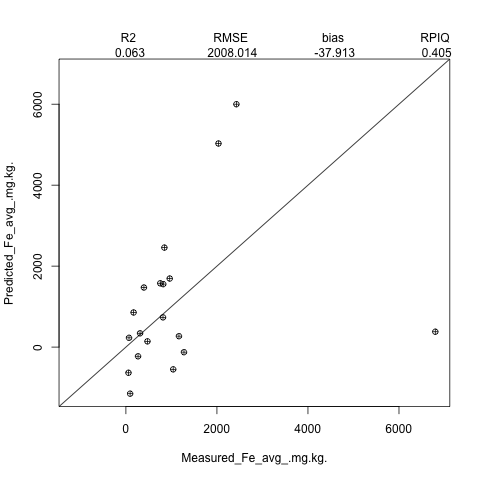 R2 RMSE bias RPIQ
0.063 2008.014 -37.913 0.405
Predicted_Fe_avg_.mg.kg.
6000
4000
2000
0
0 2000 4000 6000
Measured_Fe_avg_.mg.kg.